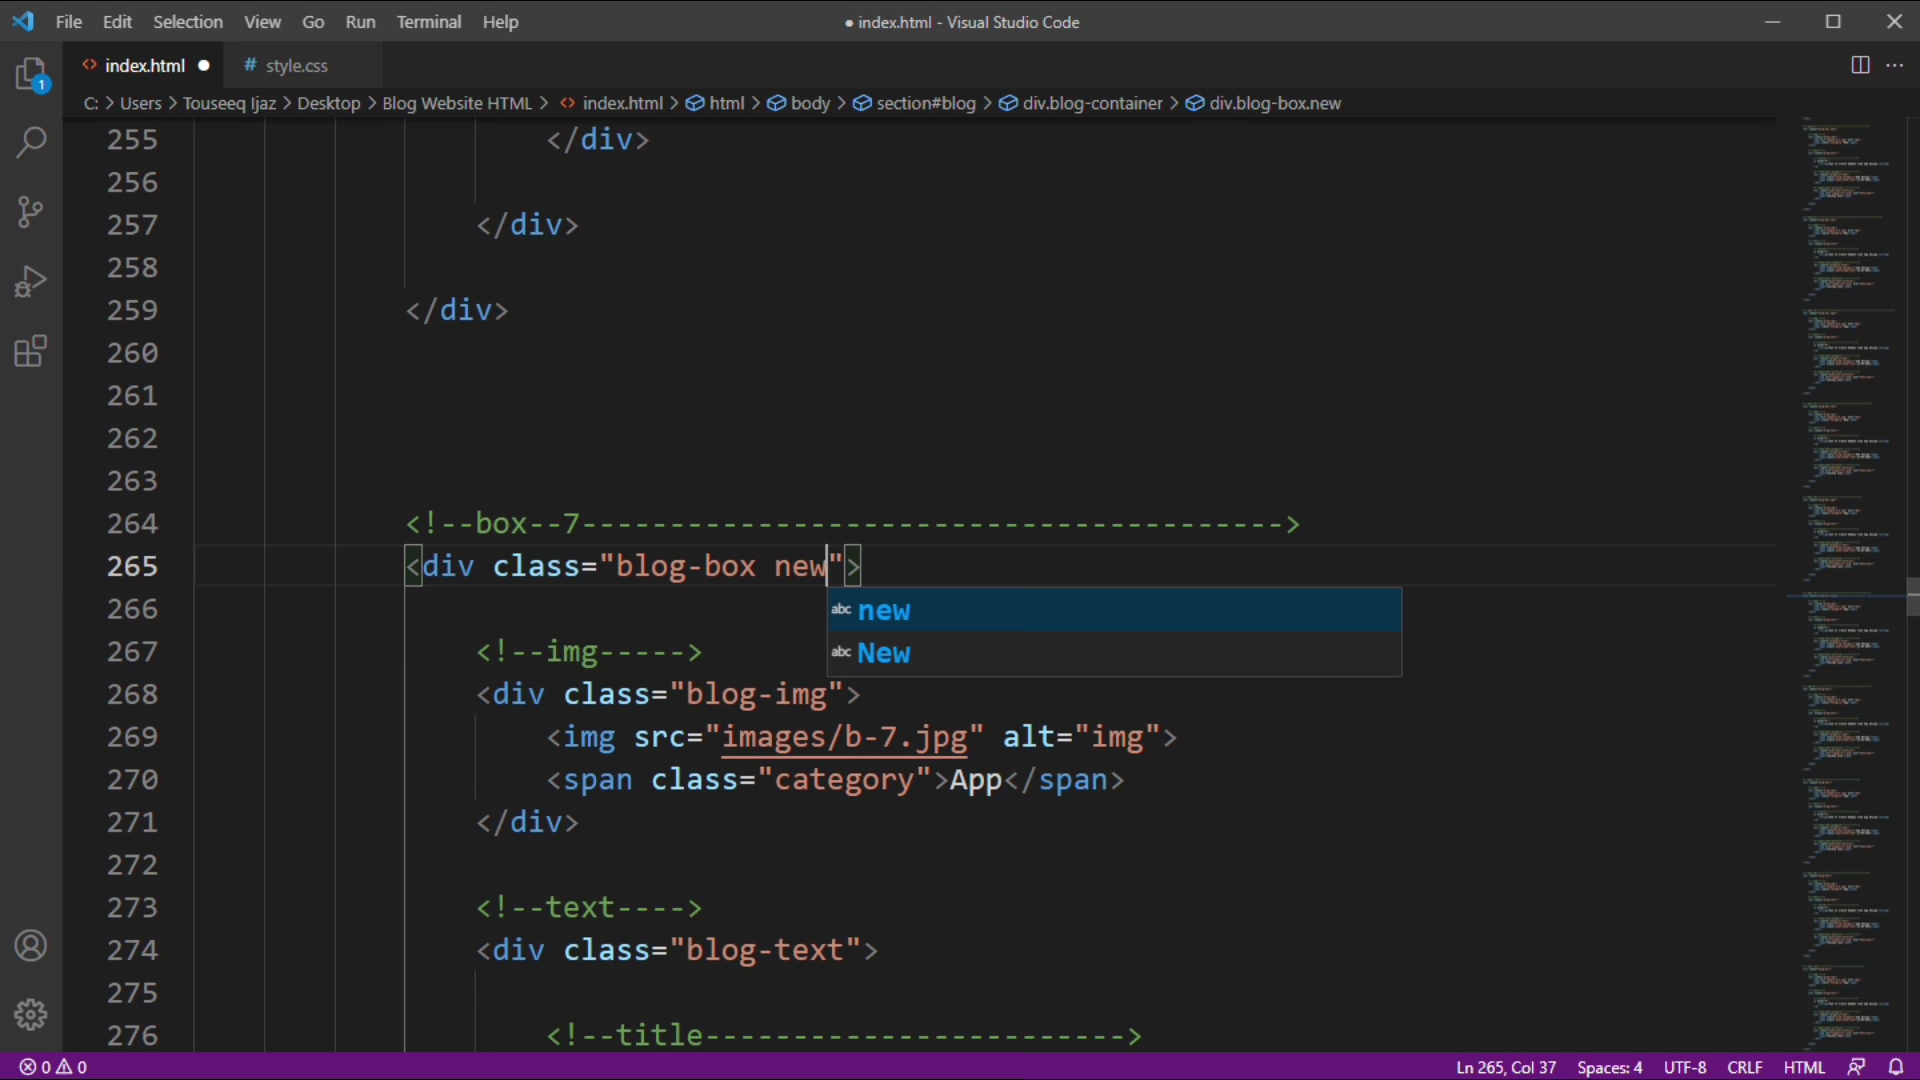 File Edit Selection View Go Run Terminal Help ● index.html - Visual Studio Code
index.html ● # style.css
C: > Users > Touseeq Ijaz > Desktop > Blog Website HTML > index.html > html > body > section#blog > div.blog-container > div.blog-box.new
1
255 </div>
256
257 </div>
258
259 </div>
260
261
262
263
264 <!--box--7---------------------------------------->
265 <div class="blog-box new">
266
abc new
267 <!--img----->
abc New
268 <div class="blog-img">
269 <img src="images/b-7.jpg" alt="img">
270 <span class="category">App</span>
271 </div>
272
273 <!--text---->
274 <div class="blog-text">
275
276 <!--title------------------------>
0 0 Ln 265, Col 37 Spaces: 4 UTF-8 CRLF HTML